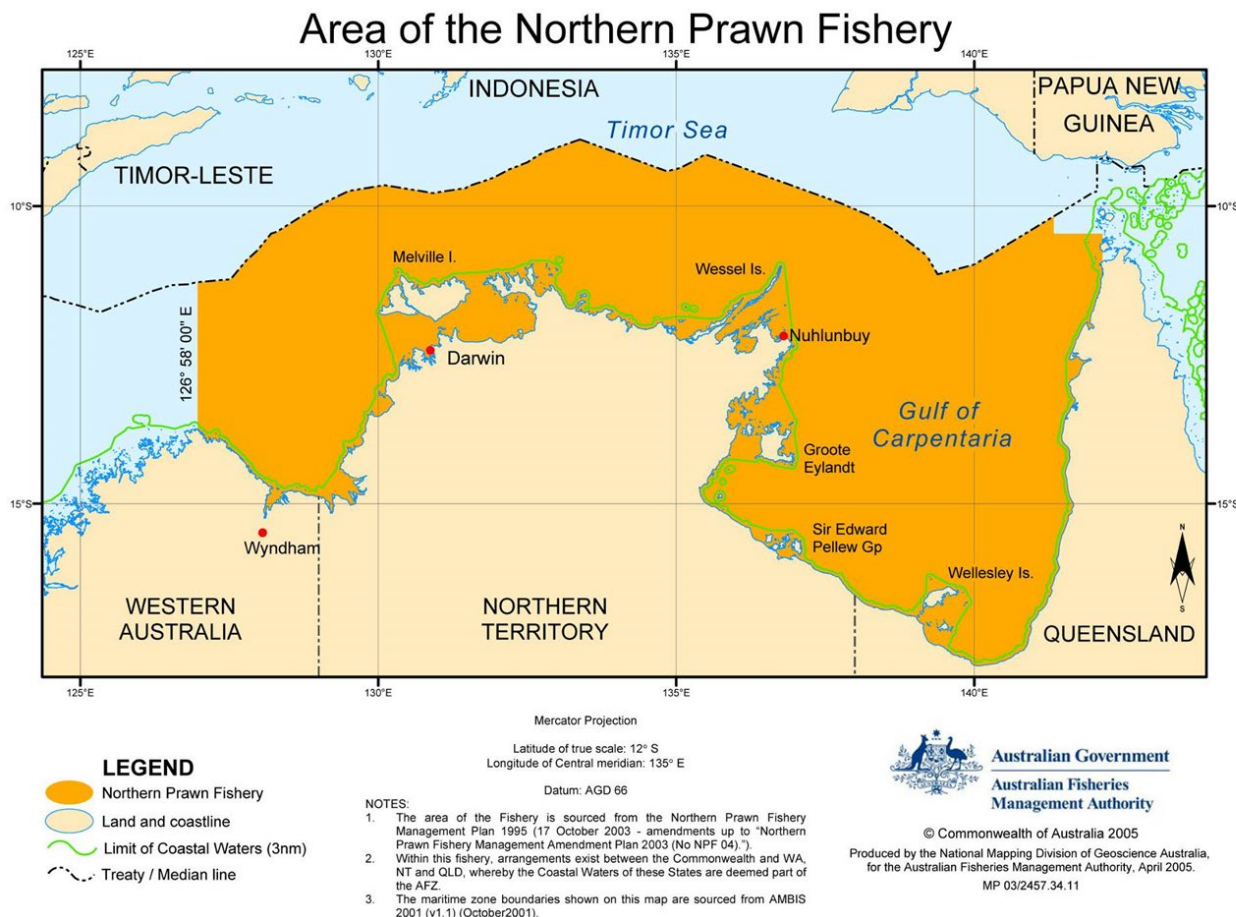 Area of the Northern Prawn Fishery
125°E
130°E
135°E
140°E
INDONESIA
PAPUA NEW
GUINEA
Timor Sea
TIMOR-LESTE
10°S
10°S
Melville I.
Wessel Is.
126° 58' 00" E
Darwin
Nuhlunbuy
Gulf of
Carpentaria
Groote
Eylandt
15°S
15°S
Wyndham
Sir Edward
Pellew Gp
Wellesley Is.
N
S
WESTERN
AUSTRALIA
NORTHERN
TERRITORY
QUEENSLAND
125°E
130°E
135°E
140°E
Mercator Projection
Latitude of true scale: 12° S
Longitude of Central meridian: 135° E
Datum: AGD 66
LEGEND
Northern Prawn Fishery
Land and coastline
Limit of Coastal Waters (3nm)
Treaty / Median line
NOTES:
1. The area of the Fishery is sourced from the Northern Prawn Fishery
Management Plan 1995 (17 October 2003 - amendments up to "Northern
Prawn Fishery Management Amendment Plan 2003 (No NPF 04).").
2. Within this fishery, arrangements exist between the Commonwealth and WA,
NT and QLD, whereby the Coastal Waters of these States are deemed part of
the AFZ.
3. The maritime zone boundaries shown on this map are sourced from AMBIS
2001 (v1.1) (October2001).
Australian Government
Australian Fisheries
Management Authority
© Commonwealth of Australia 2005
Produced by the National Mapping Division of Geoscience Australia,
for the Australian Fisheries Management Authority, April 2005.
MP 03/2457.34.11